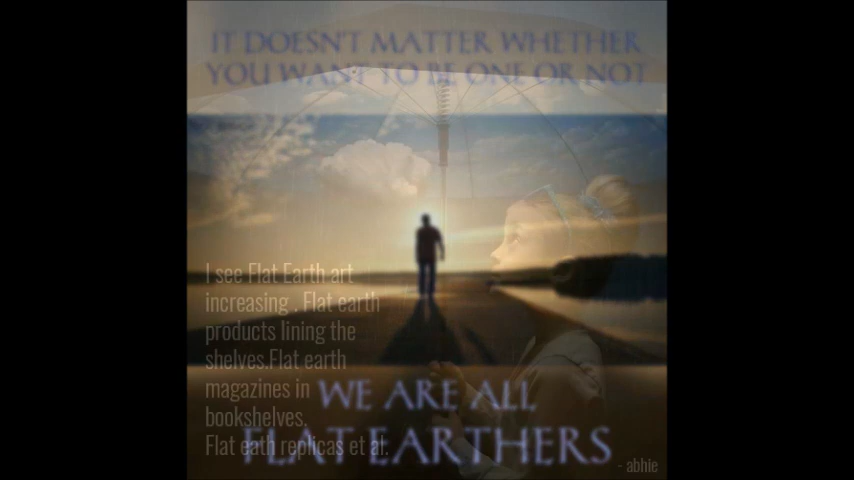 IT DOESN'T MATTER WHETHER
YOU WANT TO BE ONE OR NOT
I see Flat Earth art
increasing . Flat earth
products lining the
shelves.Flat earth
magazines in
bookshelves.
Flat eath replicas et al.
WE ARE ALL
FLAT EARTHERS
- abhie